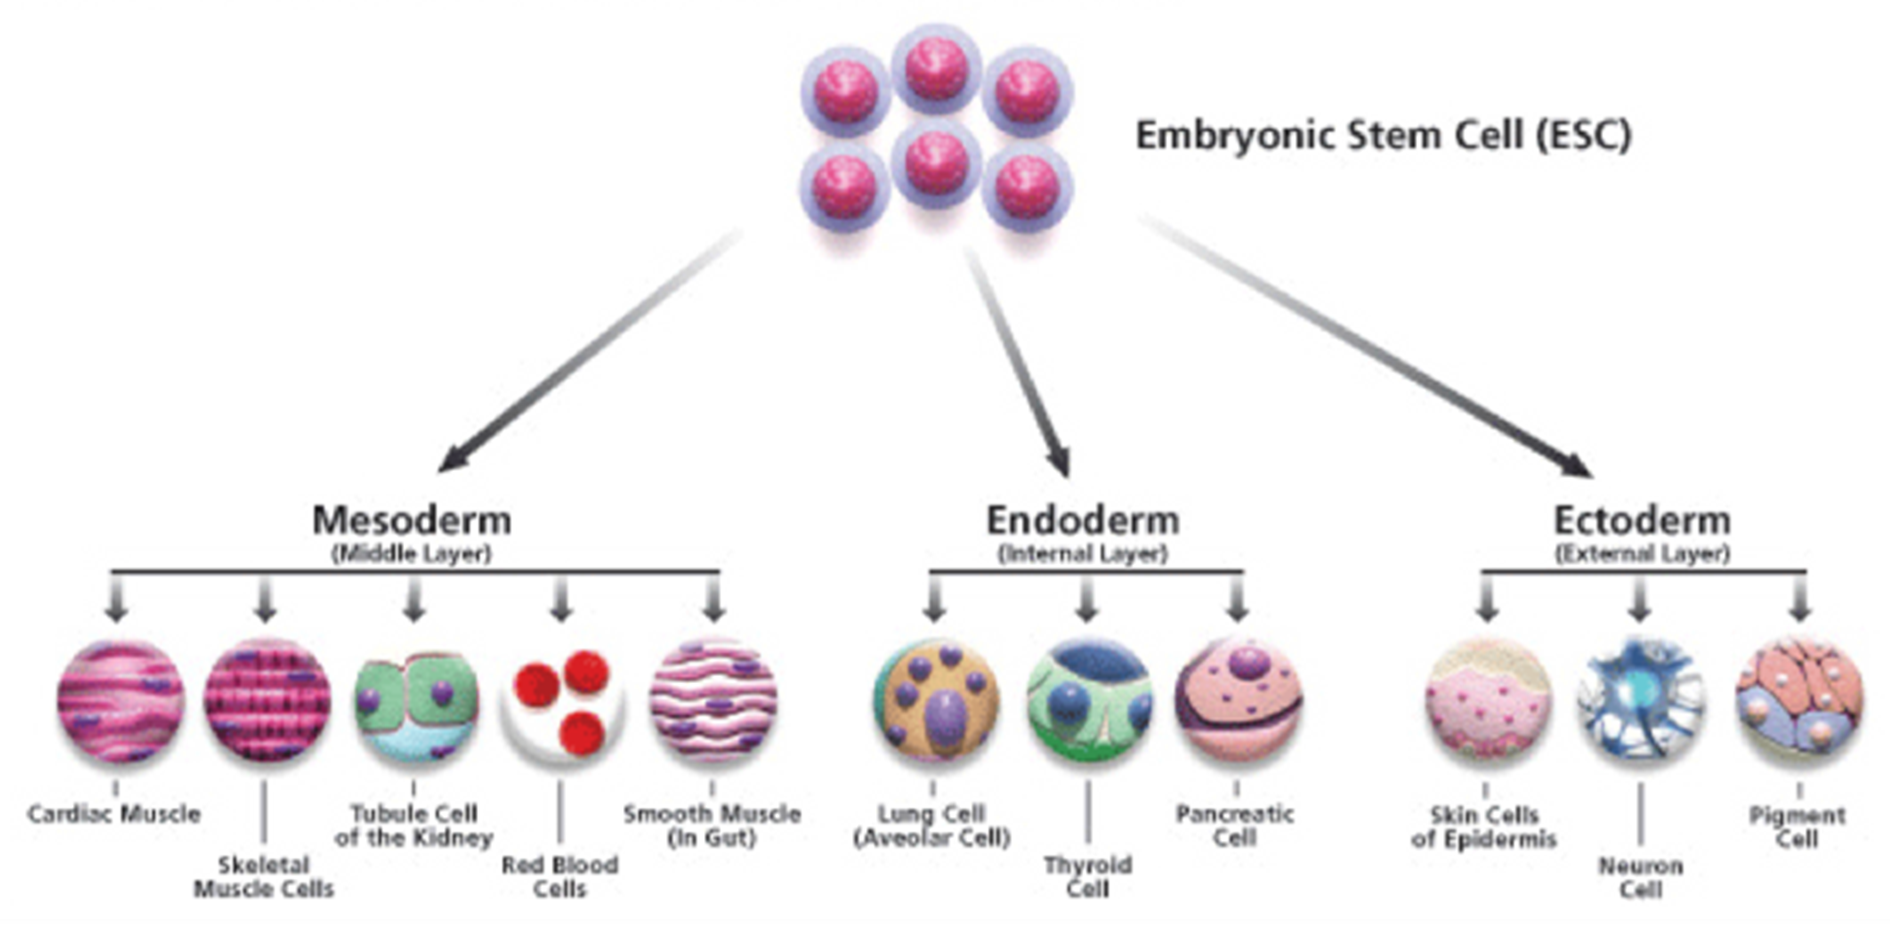 Embryonic Stem Cell (ESC)
Mesoderm
(Middle Layer)
Endoderm
(Internal Layer)
Ectoderm
(External Layer)
Cardiac Muscle
Skeletal
Muscle Cells
Tubule Cell
of the Kidney
Red Blood
Cells
Smooth Muscle
(In Gut)
Lung Cell
(Aveolar Cell)
Thyroid
Cell
Pancreatic
Cell
Skin Cells
of Epidermis
Neuron
Cell
Pigment
Cell